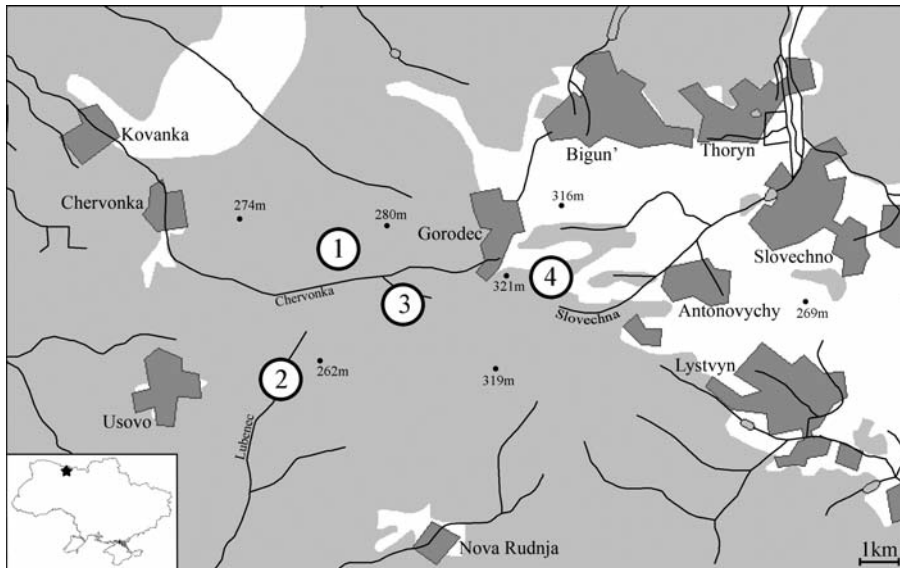 Kovanka
Bigun'
Thoryn
Chervonka
274m
280m
316m
Gorodec
Slovechno
1
321m
4
Chervonka
3
Slovechna
Antonovychy
269m
262m
319m
Lystvyn
2
Usovo
Lubenec
Nova Rudnja
1km